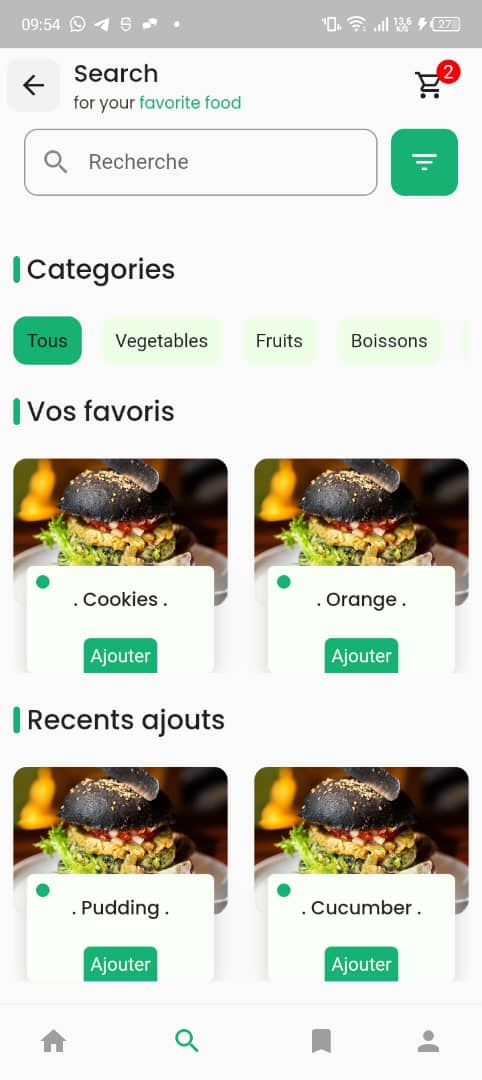 09:54 13,6 K/s 27
Search
2
for your favorite food
Recherche
Categories
Tous Vegetables Fruits Boissons
Vos favoris
. Cookies . . Orange .
Ajouter Ajouter
Recents ajouts
. Pudding . . Cucumber .
Ajouter Ajouter